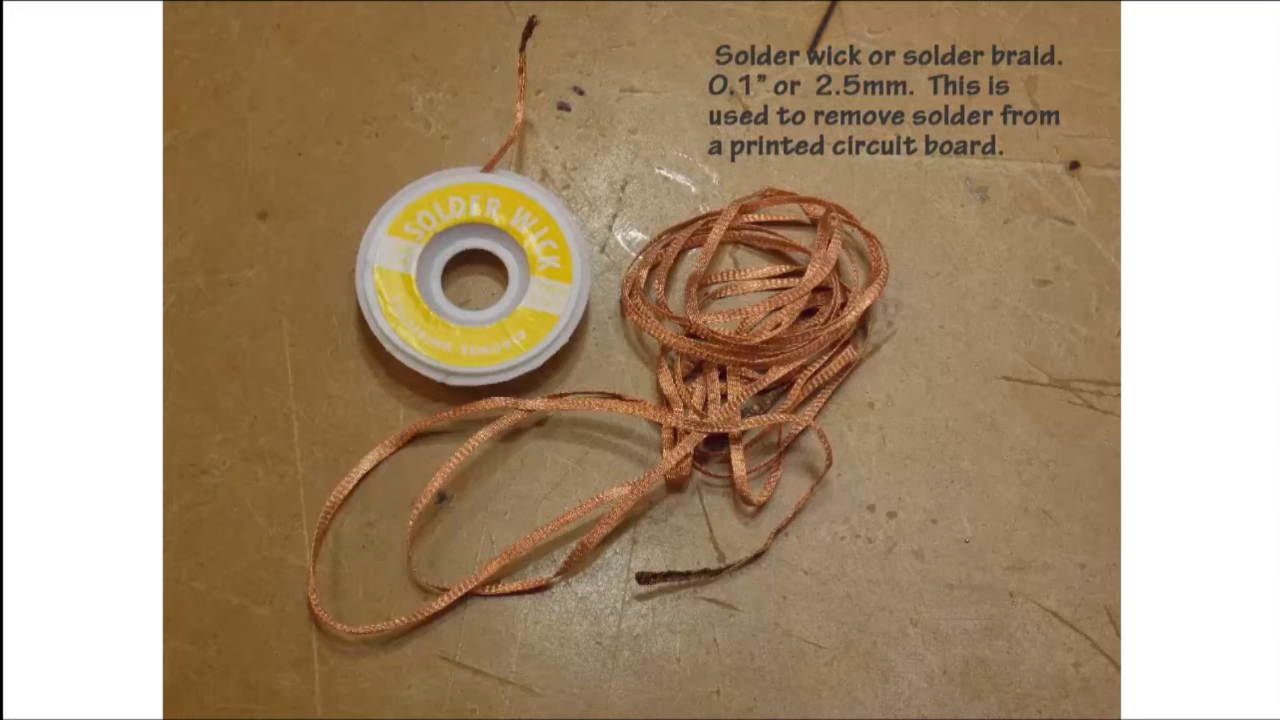 Solder wick or solder braid.
0.1” or 2.5mm. This is
used to remove solder from
a printed circuit board.
SOLDER WICK